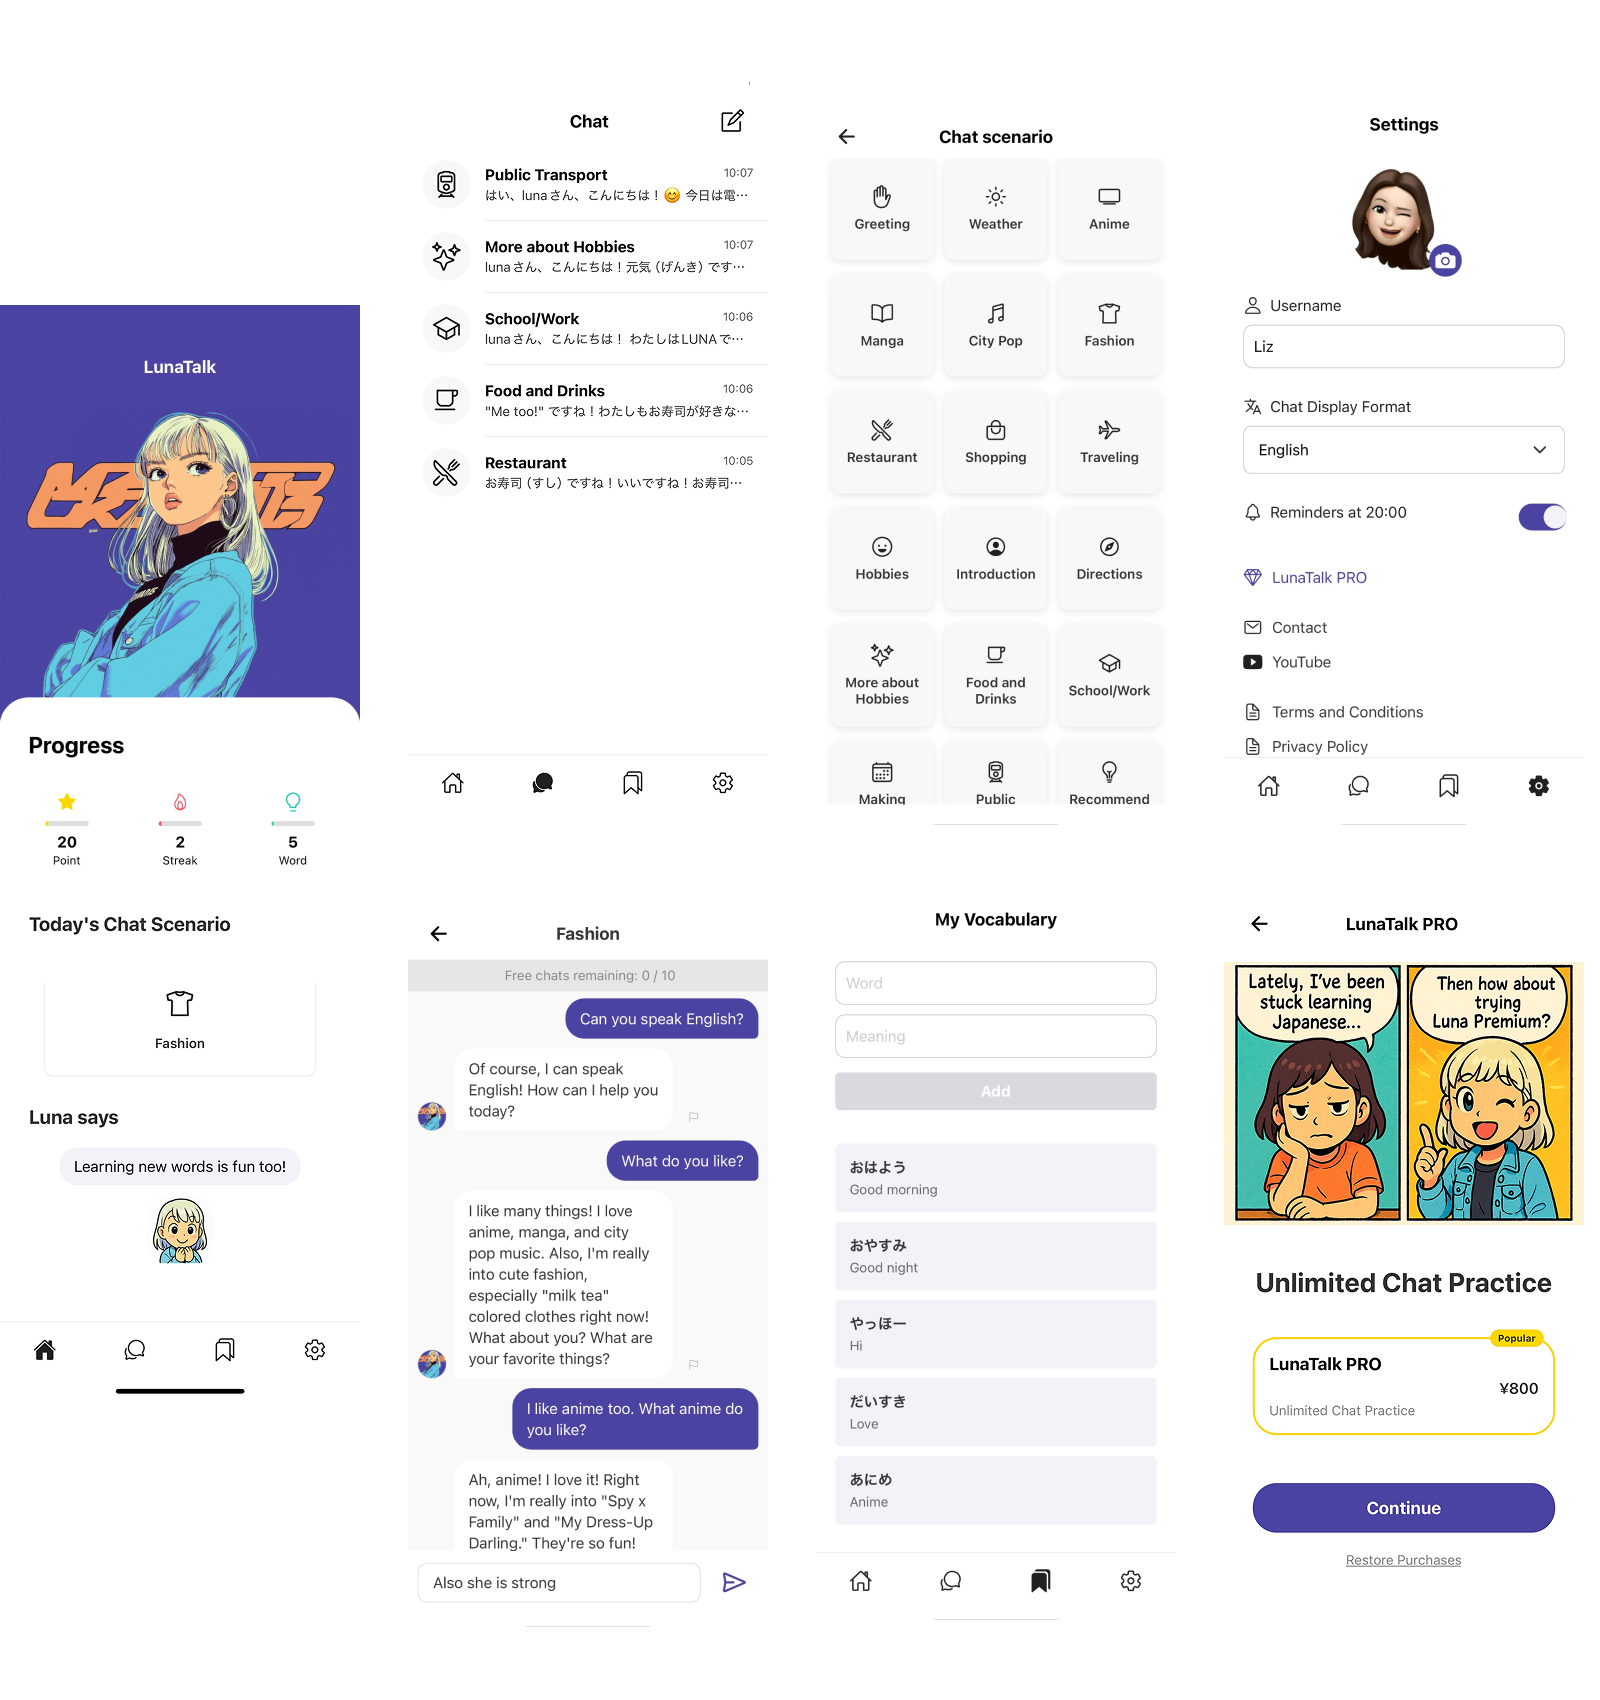 LunaTalk
Progress
20
Point
2
Streak
5
Word
Today's Chat Scenario
Fashion
Luna says
Learning new words is fun too!
Chat
Public Transport
10:07
はい、lunaさん、こんにちは！😊 今日は電…
More about Hobbies
10:07
lunaさん、こんにちは！元気（げんき）です…
School/Work
10:06
lunaさん、こんにちは！ わたしはLUNAで…
Food and Drinks
10:06
"Me too!" ですね！わたしもお寿司が好きな…
Restaurant
10:05
お寿司（すし）ですね！いいですね！お寿司…
Chat scenario
Greeting
Weather
Anime
Manga
City Pop
Fashion
Restaurant
Shopping
Traveling
Hobbies
Introduction
Directions
More about
Hobbies
Food and
Drinks
School/Work
Making
Public
Recommend
Settings
Username
Liz
Chat Display Format
English
Reminders at 20:00
LunaTalk PRO
Contact
YouTube
Terms and Conditions
Privacy Policy
Fashion
Free chats remaining: 0 / 10
Can you speak English?
Of course, I can speak
English! How can I help you
today?
What do you like?
I like many things! I love
anime, manga, and city
pop music. Also, I'm really
into cute fashion,
especially "milk tea"
colored clothes right now!
What about you? What are
your favorite things?
I like anime too. What anime do
you like?
Ah, anime! I love it! Right
now, I'm really into "Spy x
Family" and "My Dress-Up
Darling." They're so fun!
Also she is strong
My Vocabulary
Word
Meaning
Add
おはよう
Good morning
おやすみ
Good night
やっほー
Hi
だいすき
Love
あにめ
Anime
LunaTalk PRO
Lately, I've been
stuck learning
Japanese...
Then how about
trying
Luna Premium?
Unlimited Chat Practice
Popular
LunaTalk PRO
¥800
Unlimited Chat Practice
Continue
Restore Purchases